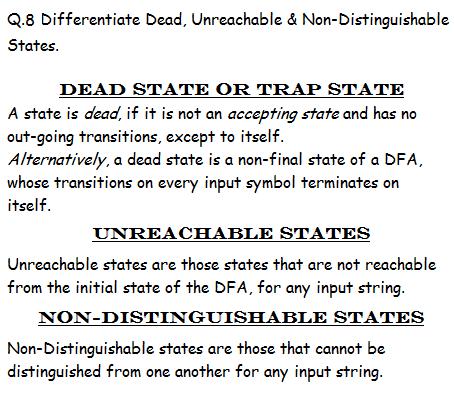 Q.8 Differentiate Dead, Unreachable & Non-Distinguishable
States.
DEAD STATE OR TRAP STATE
A state is dead, if it is not an accepting state and has no
out-going transitions, except to itself.
Alternatively, a dead state is a non-final state of a DFA,
whose transitions on every input symbol terminates on
itself.
UNREACHABLE STATES
Unreachable states are those states that are not reachable
from the initial state of the DFA, for any input string.
NON-DISTINGUISHABLE STATES
Non-Distinguishable states are those that cannot be
distinguished from one another for any input string.